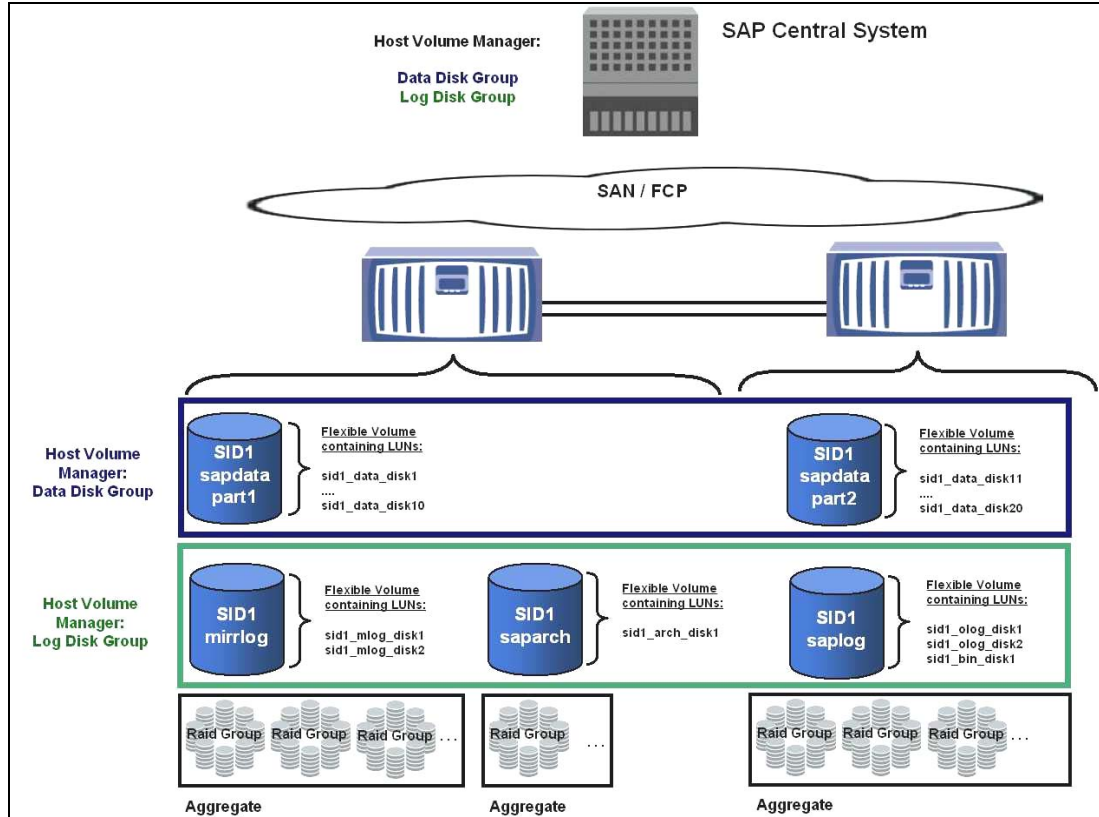 SAP Central System
Host Volume Manager:
Data Disk Group
Log Disk Group
SAN / FCP
Host Volume
Manager:
Data Disk Group
SID1
sapdata
part1
Flexible Volume
containing LUNs:
sid1_data_disk1
....
sid1_data_disk10
SID1
sapdata
part2
Flexible Volume
containing LUNs:
sid1_data_disk11
....
sid1_data_disk20
Host Volume
Manager:
Log Disk Group
SID1
mirrlog
Flexible Volume
containing LUNs:
sid1_mlog_disk1
sid1_mlog_disk2
SID1
saparch
Flexible Volume
containing LUNs:
sid1_arch_disk1
SID1
saplog
Flexible Volume
containing LUNs:
sid1_olog_disk1
sid1_olog_disk2
sid1_bin_disk1
Raid Group Raid Group Raid Group ...
Raid Group ...
Raid Group Raid Group Raid Group ...
Aggregate
Aggregate
Aggregate